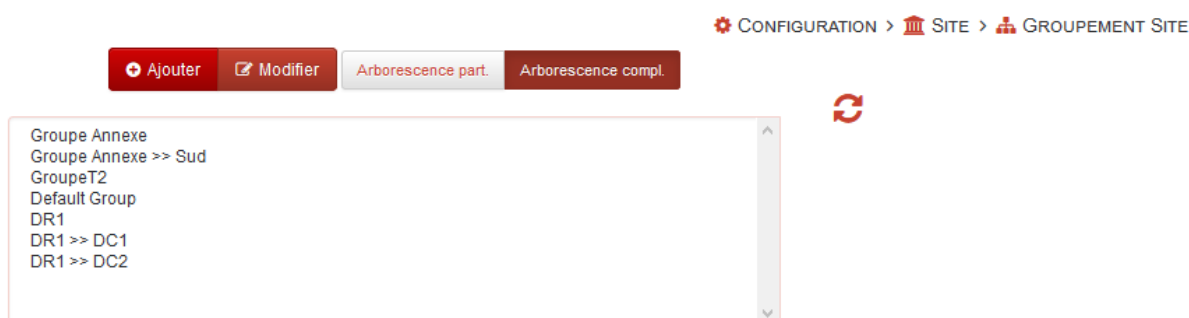 CONFIGURATION > SITE > GROUPEMENT SITE
Ajouter Modifier Arborescence part. Arborescence compl.
Groupe Annexe
Groupe Annexe >> Sud
GroupeT2
Default Group
DR1
DR1 >> DC1
DR1 >> DC2